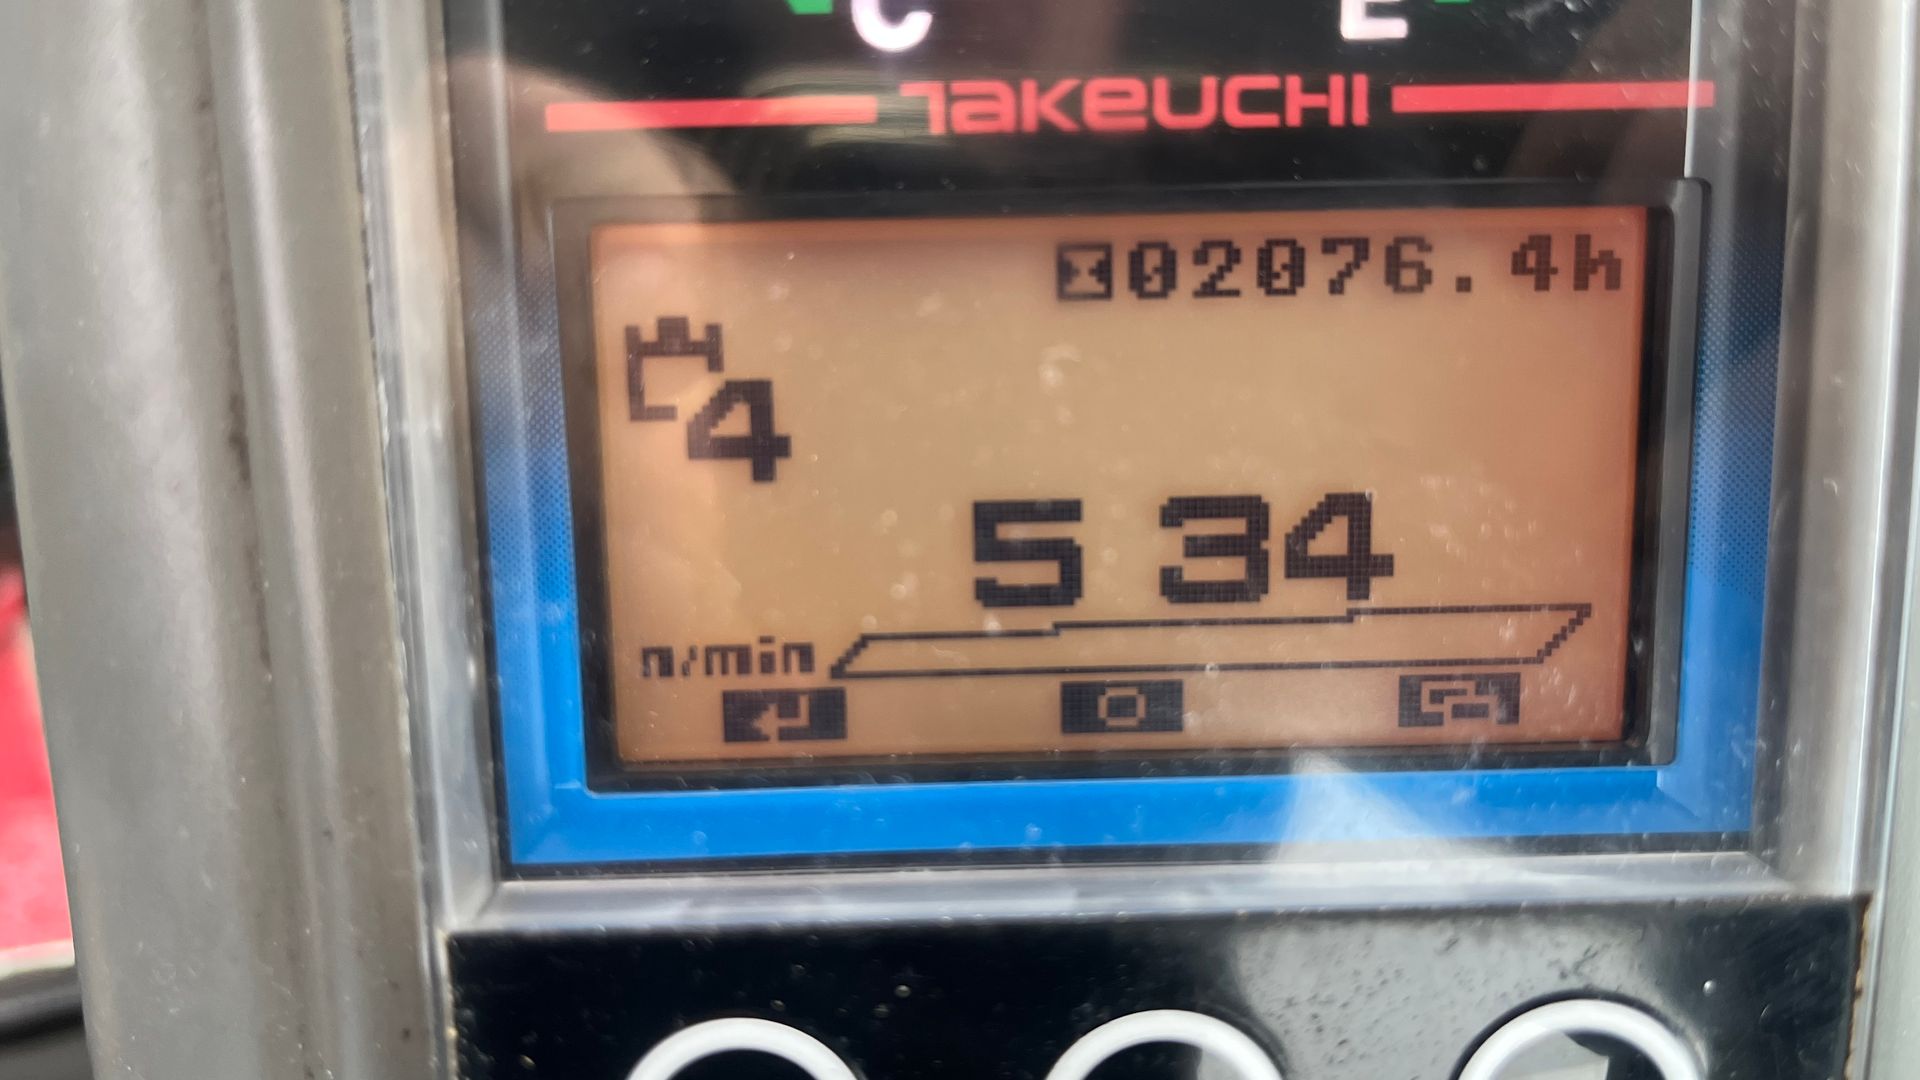 C E
TAKEUCHI
02076.4h
4
534
n/min